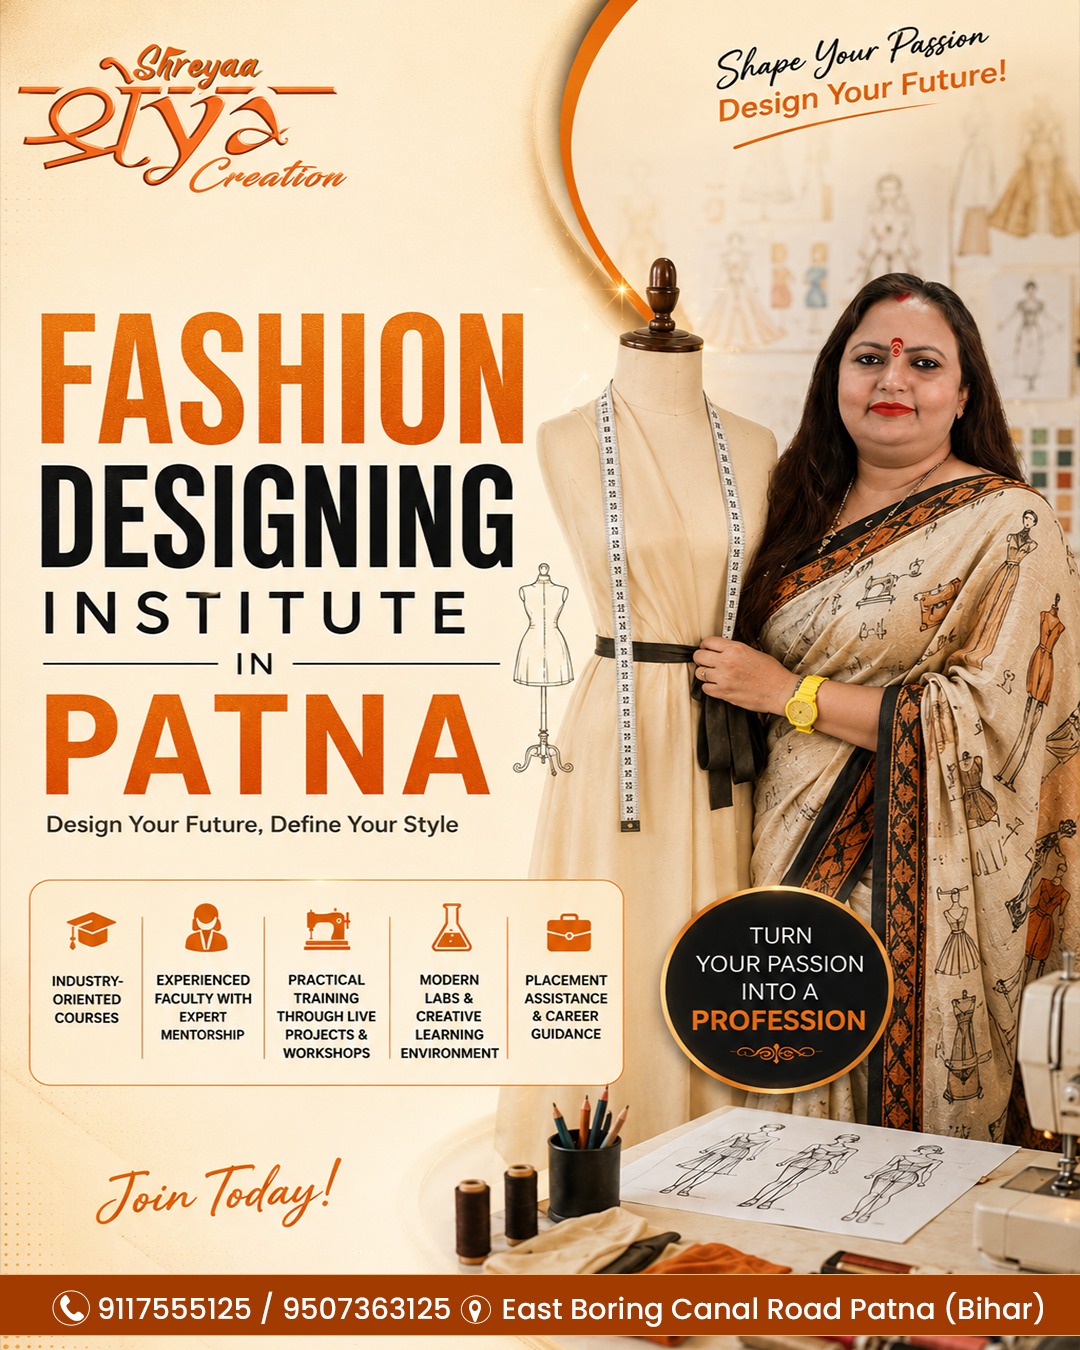 Shreyaa
श्रेया
Creation
Shape Your Passion
Design Your Future!
FASHION
DESIGNING
INSTITUTE
IN
PATNA
Design Your Future, Define Your Style
INDUSTRY-
ORIENTED
COURSES
EXPERIENCED
FACULTY WITH
EXPERT
MENTORSHIP
PRACTICAL
TRAINING
THROUGH LIVE
PROJECTS &
WORKSHOPS
MODERN
LABS &
CREATIVE
LEARNING
ENVIRONMENT
PLACEMENT
ASSISTANCE
& CAREER
GUIDANCE
TURN
YOUR PASSION
INTO A
PROFESSION
Join Today!
9117555125 / 9507363125 East Boring Canal Road Patna (Bihar)